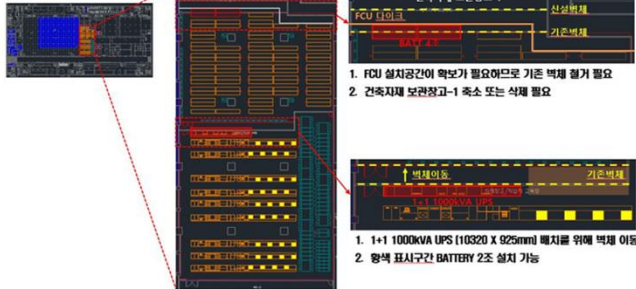 신설벽체
FCU 다이크
기존벽체
BATT 2조
1. FCU 설치공간이 확보가 필요하므로 기존 벽체 철거 필요
2. 건축자재 보관창고-1 축소 또는 삭제 필요
벽체이동
기존벽체
1+1 1000kVA UPS
1. 1+1 1000kVA UPS (10320 X 925mm) 배치를 위해 벽체 이동
2. 황색 표시구간 BATTERY 2조 설치 가능